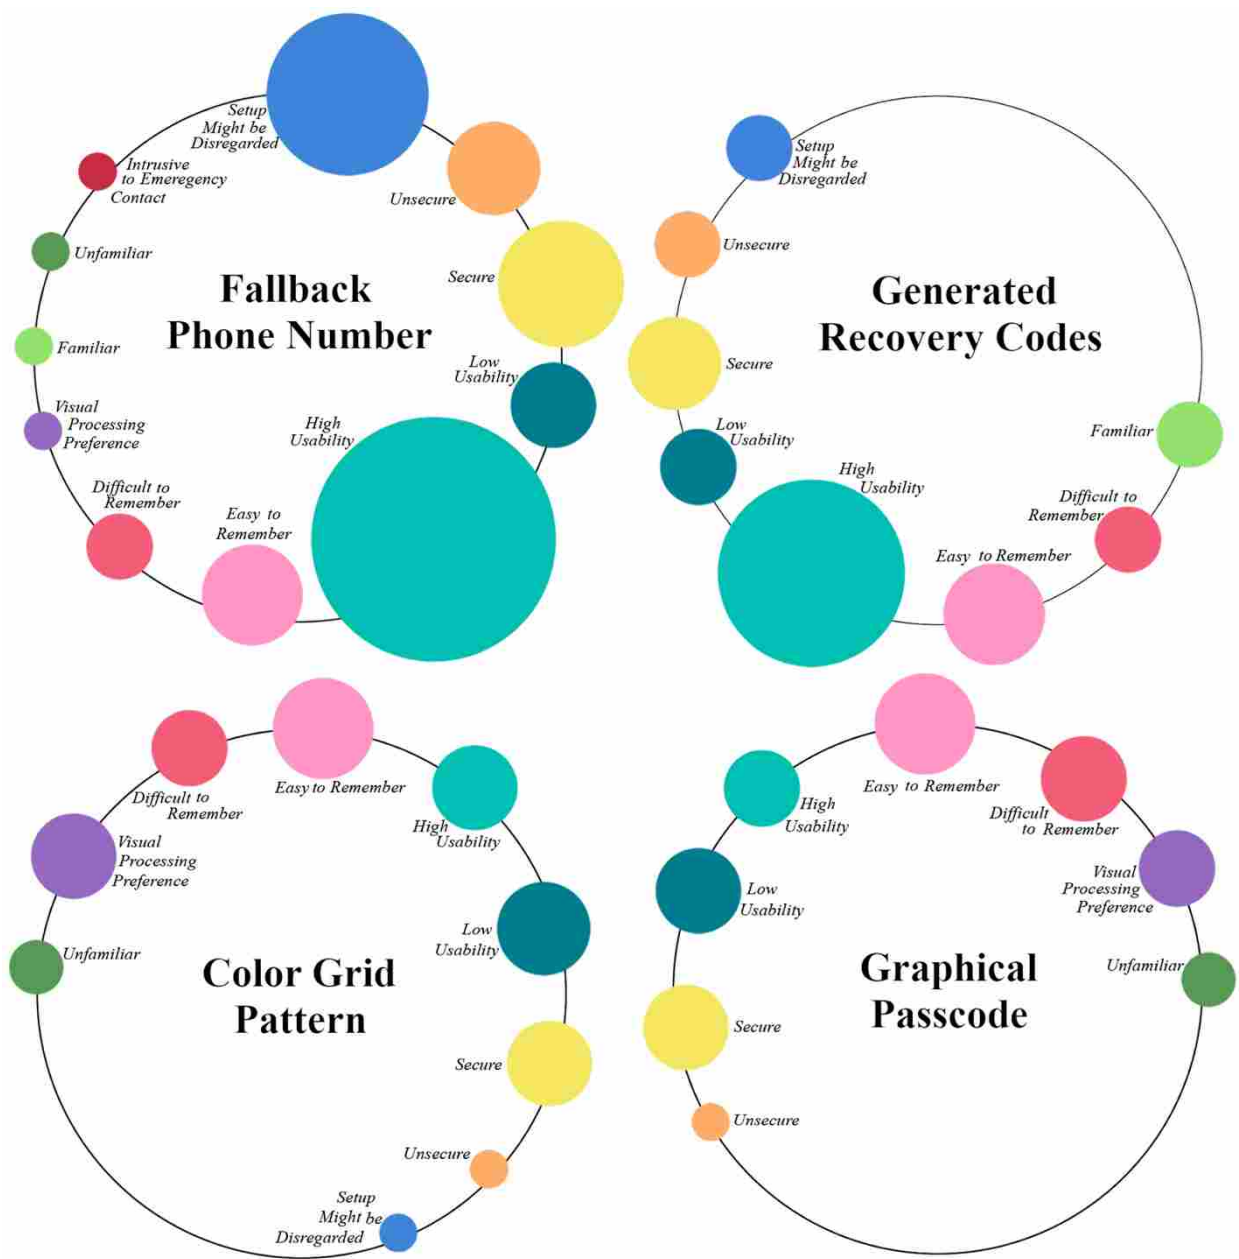 Setup
Might be
Disregarded
Intrusive
to Emeregency
Contact
Unsecure
Unfamiliar
Secure
Fallback
Phone Number
Familiar
Low
Usability
Visual
Processing
Preference
High
Usability
Difficult to
Remember
Easy to
Remember
Setup
Might be
Disregarded
Unsecure
Generated
Recovery Codes
Secure
Low
Usability
Familiar
High
Usability
Difficult to
Remember
Easy to Remember
Easy to Remember
Difficult to
Remember
High
Usability
Visual
Processing
Preference
Low
Usability
Unfamiliar
Color Grid
Pattern
Secure
Unsecure
Setup
Might be
Disregarded
Easy to Remember
High
Usability
Difficult
to Remember
Visual
Processing
Preference
Low
Usability
Unfamiliar
Graphical
Passcode
Secure
Unsecure